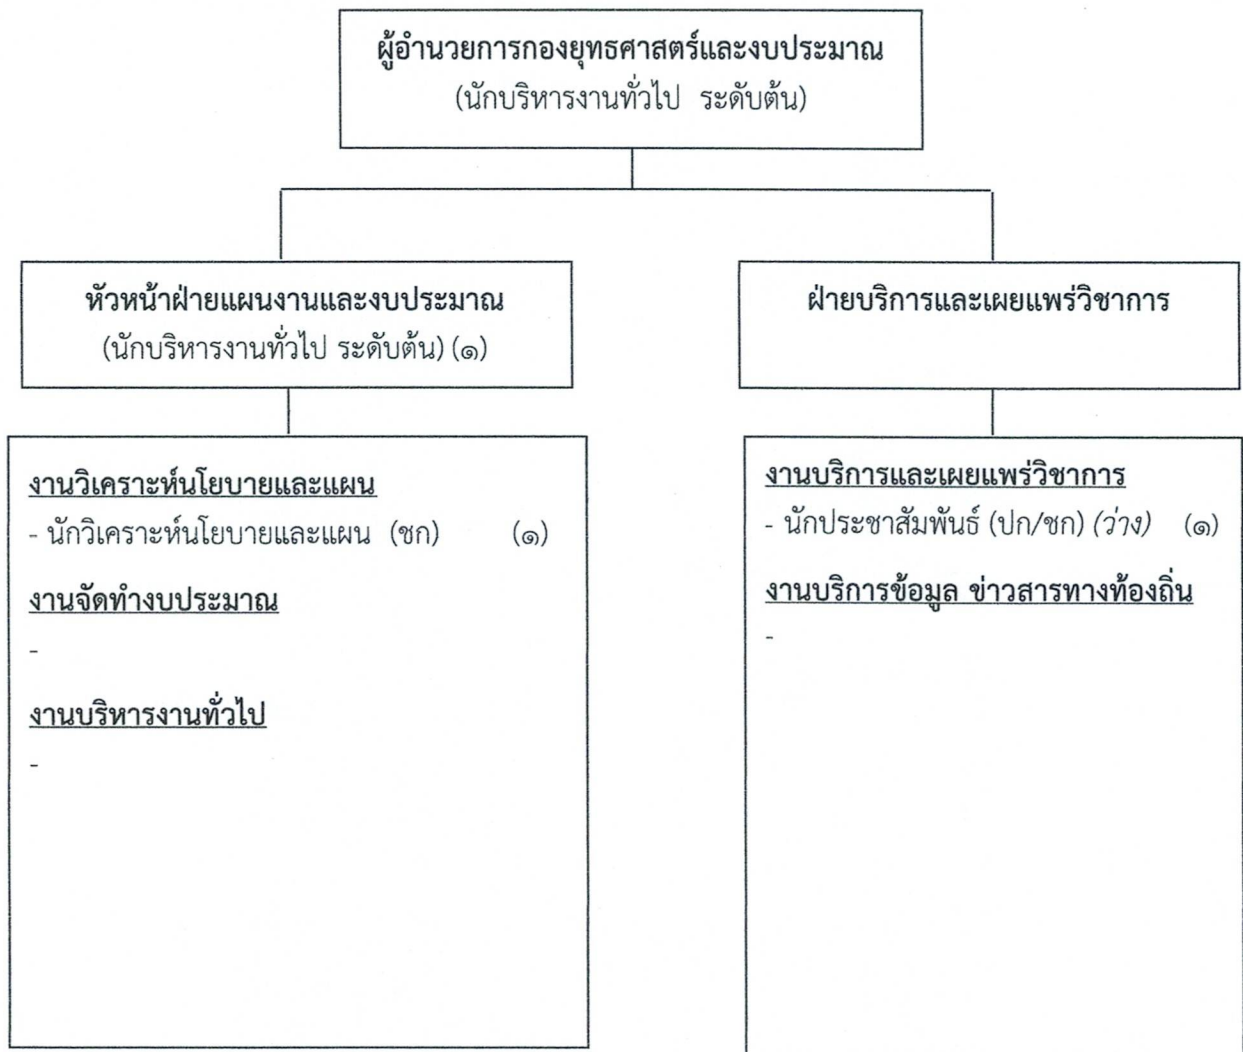 ผู้อำนวยการกองยุทธศาสตร์และงบประมาณ
(นักบริหารงานทั่วไป ระดับต้น)
หัวหน้าฝ่ายแผนงานและงบประมาณ
(นักบริหารงานทั่วไป ระดับต้น) (๑)
งานวิเคราะห์นโยบายและแผน
- นักวิเคราะห์นโยบายและแผน (ชก) (๑)
งานจัดทำงบประมาณ
-
งานบริหารงานทั่วไป
-
ฝ่ายบริการและเผยแพร่วิชาการ
งานบริการและเผยแพร่วิชาการ
- นักประชาสัมพันธ์ (ปก/ชก) (ว่าง) (๑)
งานบริการข้อมูล ข่าวสารทางท้องถิ่น
-